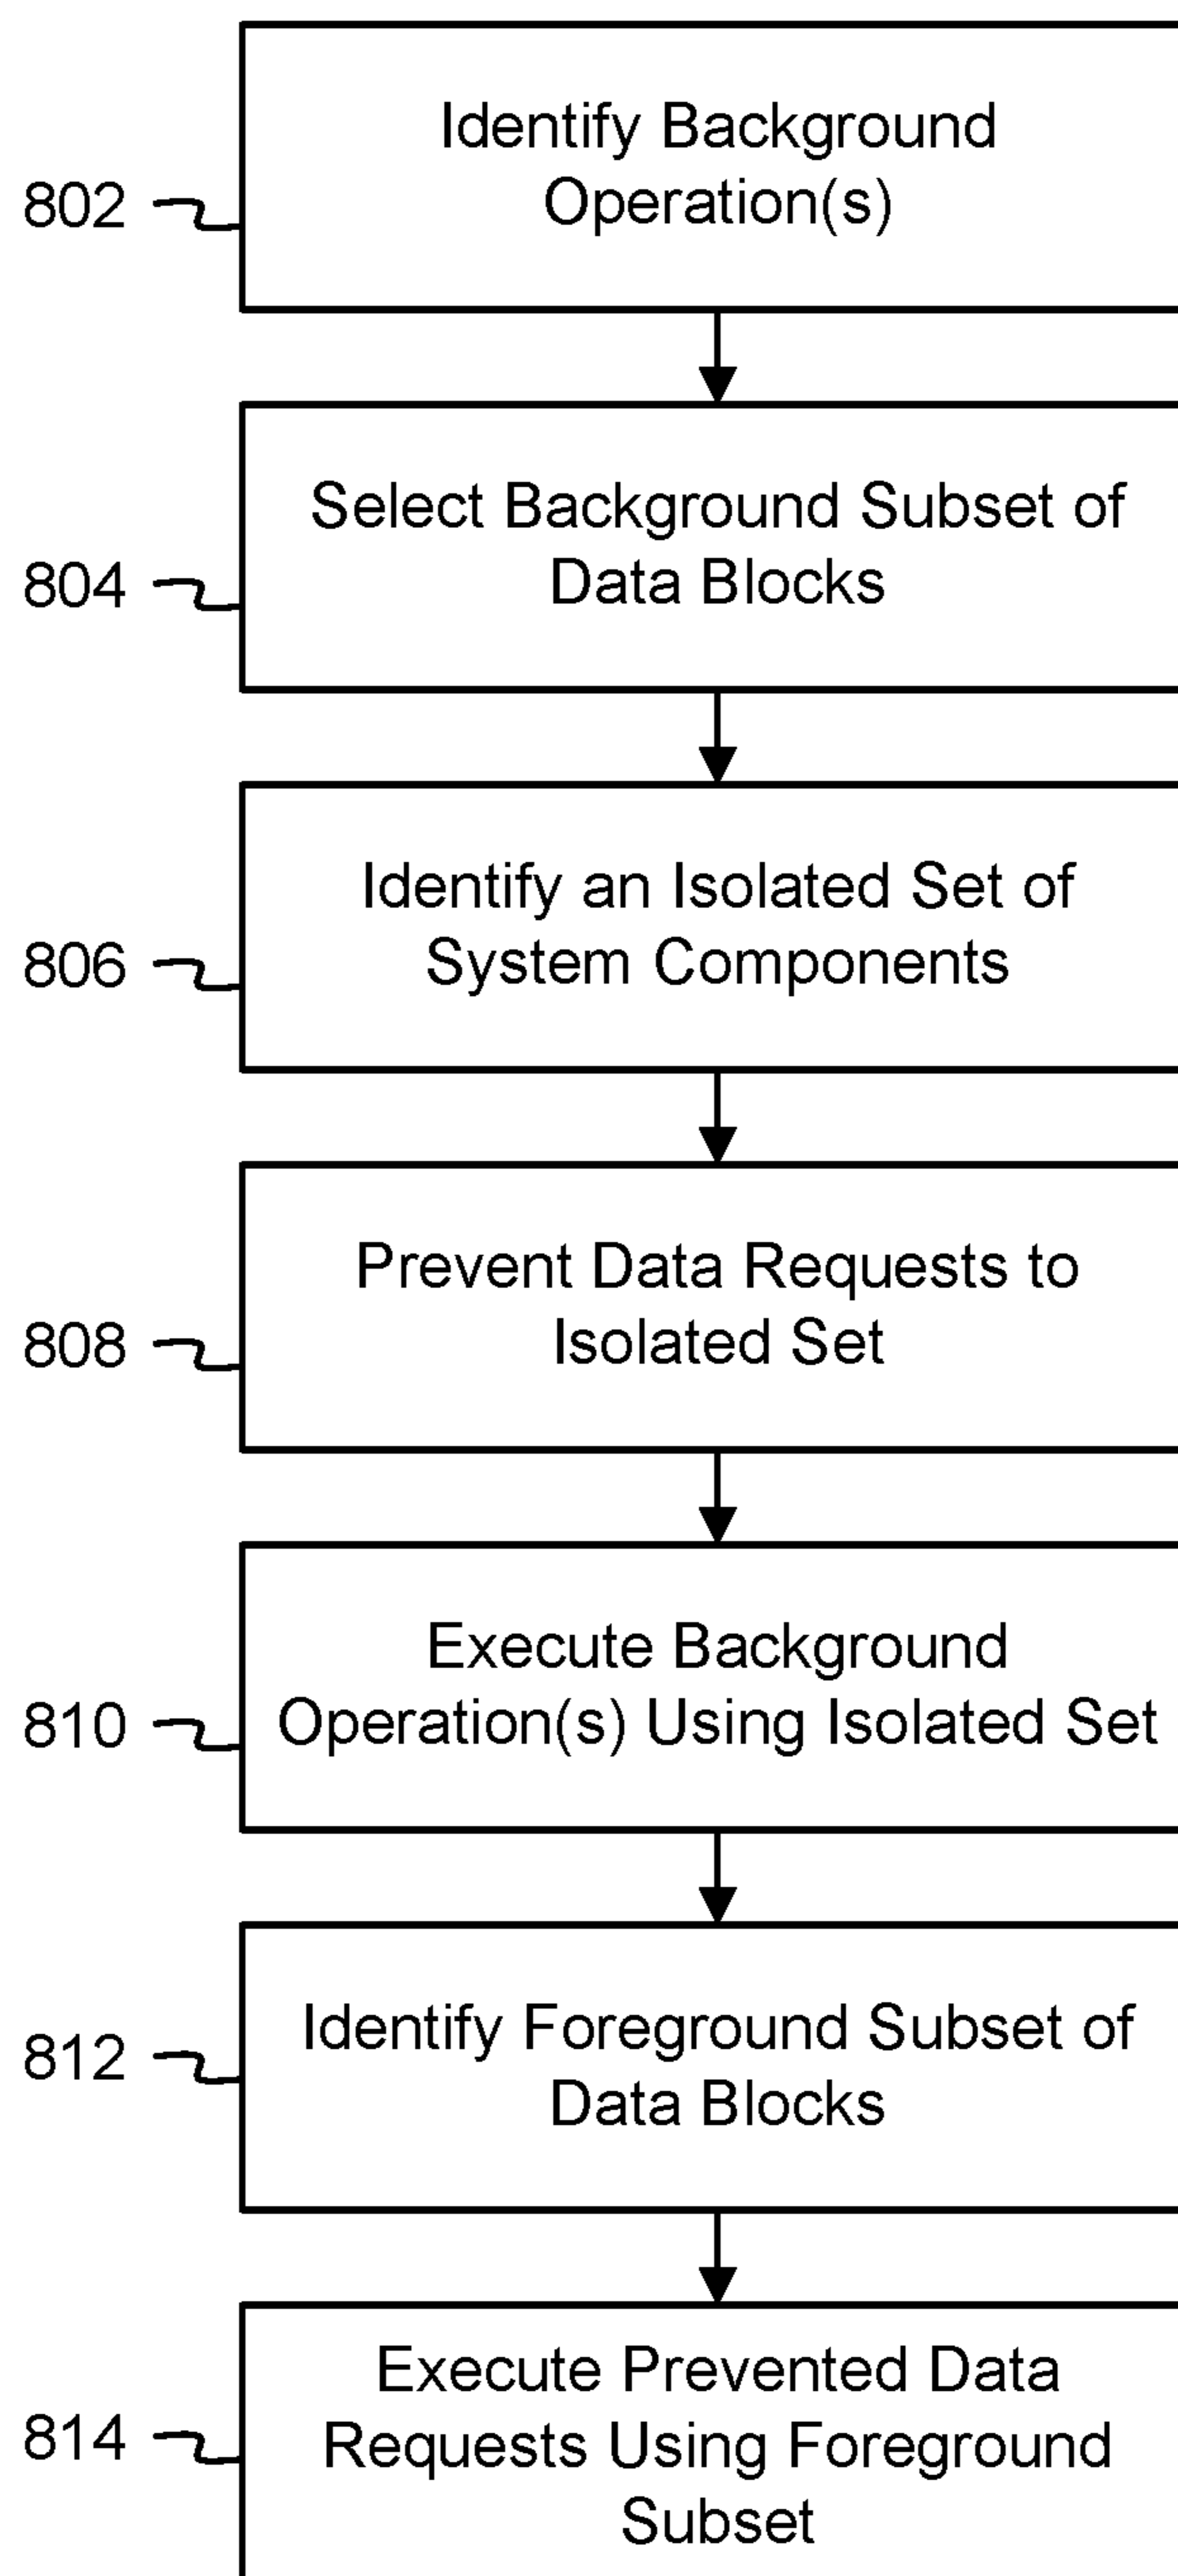 Identify Background
Operation(s)
802
Select Background Subset of
Data Blocks
804
Identify an Isolated Set of
System Components
806
Prevent Data Requests to
Isolated Set
808
Execute Background
Operation(s) Using Isolated Set
810
Identify Foreground Subset of
Data Blocks
812
Execute Prevented Data
Requests Using Foreground
Subset
814